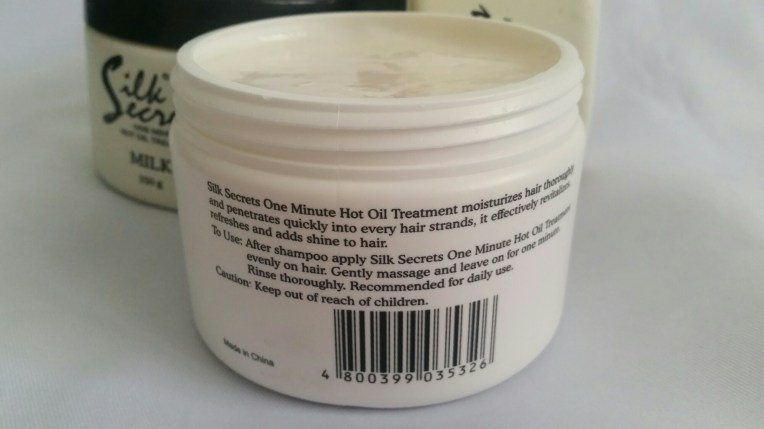 Silk
Secre
MILK
250 g
Silk Secrets One Minute Hot Oil Treatment moisturizes hair thoroughly
and penetrates quickly into every hair strands, it effectively revitalizes
refreshes and adds shine to hair.
To Use: After shampoo apply Silk Secrets One Minute Hot Oil Treatment
evenly on hair. Gently massage and leave on for one minute
Rinse thoroughly. Recommended for daily use.
Caution: Keep out of reach of children.
Made in China
4 800399 035326